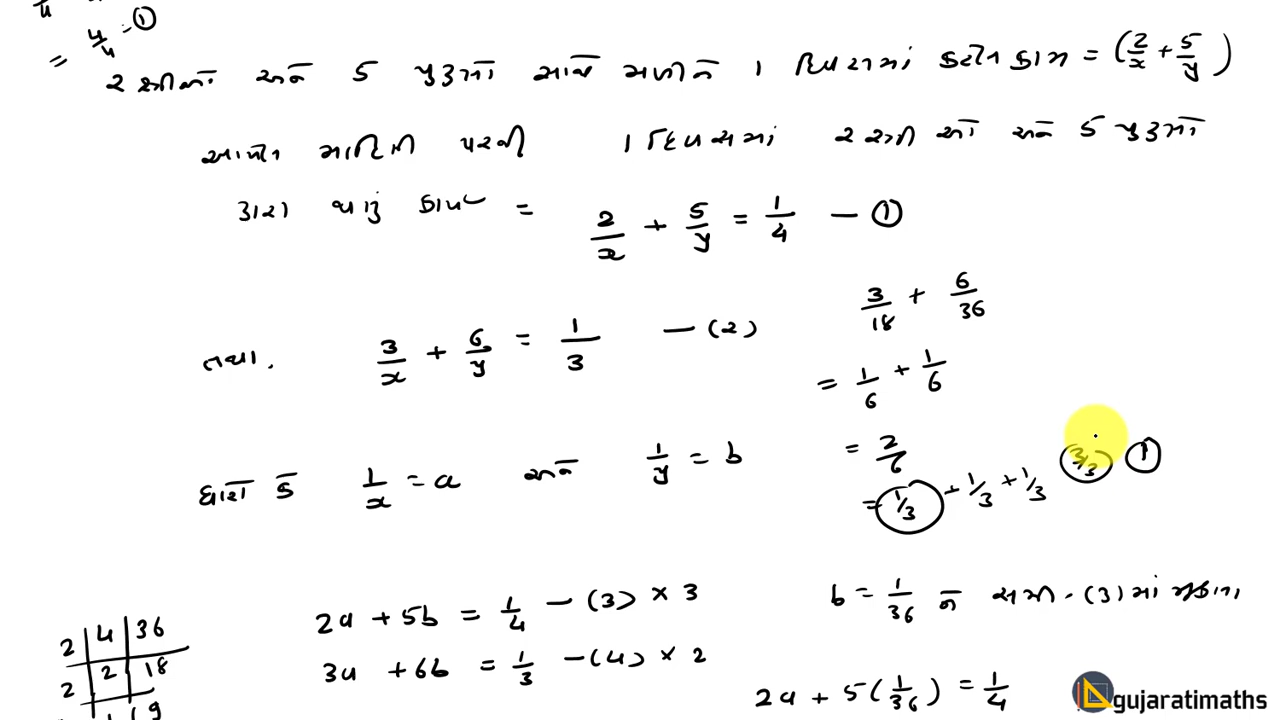 = 4/4 = ①
2 સ્ત્રીઓ અને 5 પુરુષો સાથે મળીને 1 દિવસમાં કરેલ કામ = (2/x + 5/y)
આપેલ માહિતી પરથી 1 દિવસમાં 2 સ્ત્રીઓ અને 5 પુરુષો
દ્વારા થતું કામ = 2/x + 5/y = 1/4 — ①
3/18 + 6/36
તથા, 3/x + 6/y = 1/3 — (2)
= 1/6 + 1/6
= 2/6
ધારો કે 1/x = a અને 1/y = b
= 1/3 + 1/3 + 1/3 3/3 ①
2a + 5b = 1/4 — (3) × 3
b = 1/36 ને સમી. (3) માં મૂકતા,
3a + 6b = 1/3 — (4) × 2
2a + 5(1/36) = 1/4
2 | 4 | 36
2 | 2 | 18
1 | 9
gujaratimaths